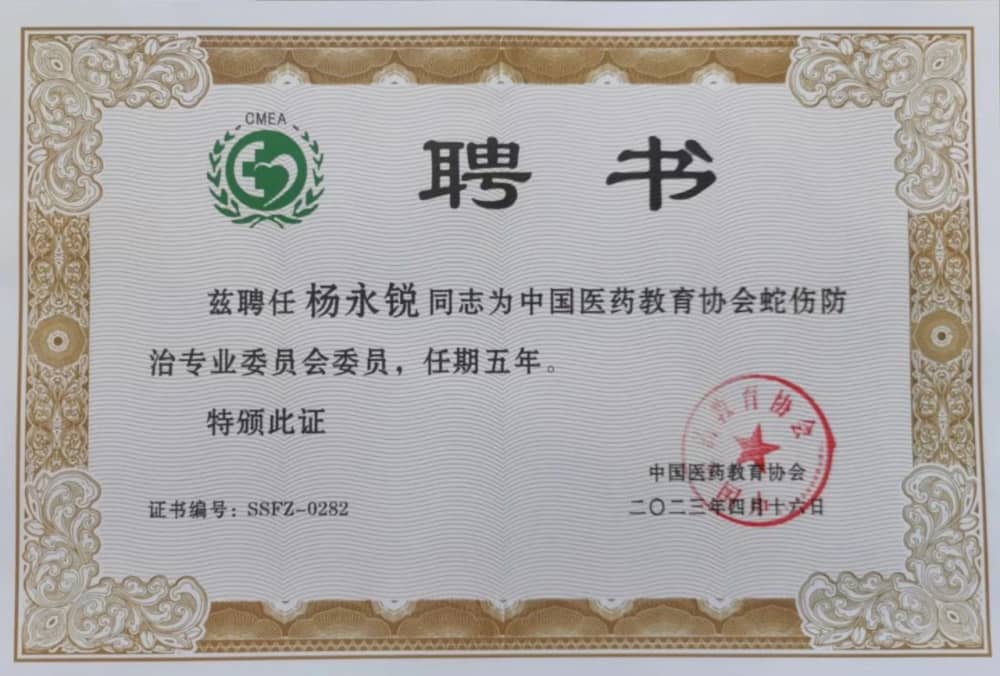 CMEA
聘书
兹聘任杨永锐同志为中国医药教育协会蛇伤防
治专业委员会委员，任期五年。
特颁此证
中国医药教育协会
证书编号：SSFZ-0282
二〇二三年四月十六日